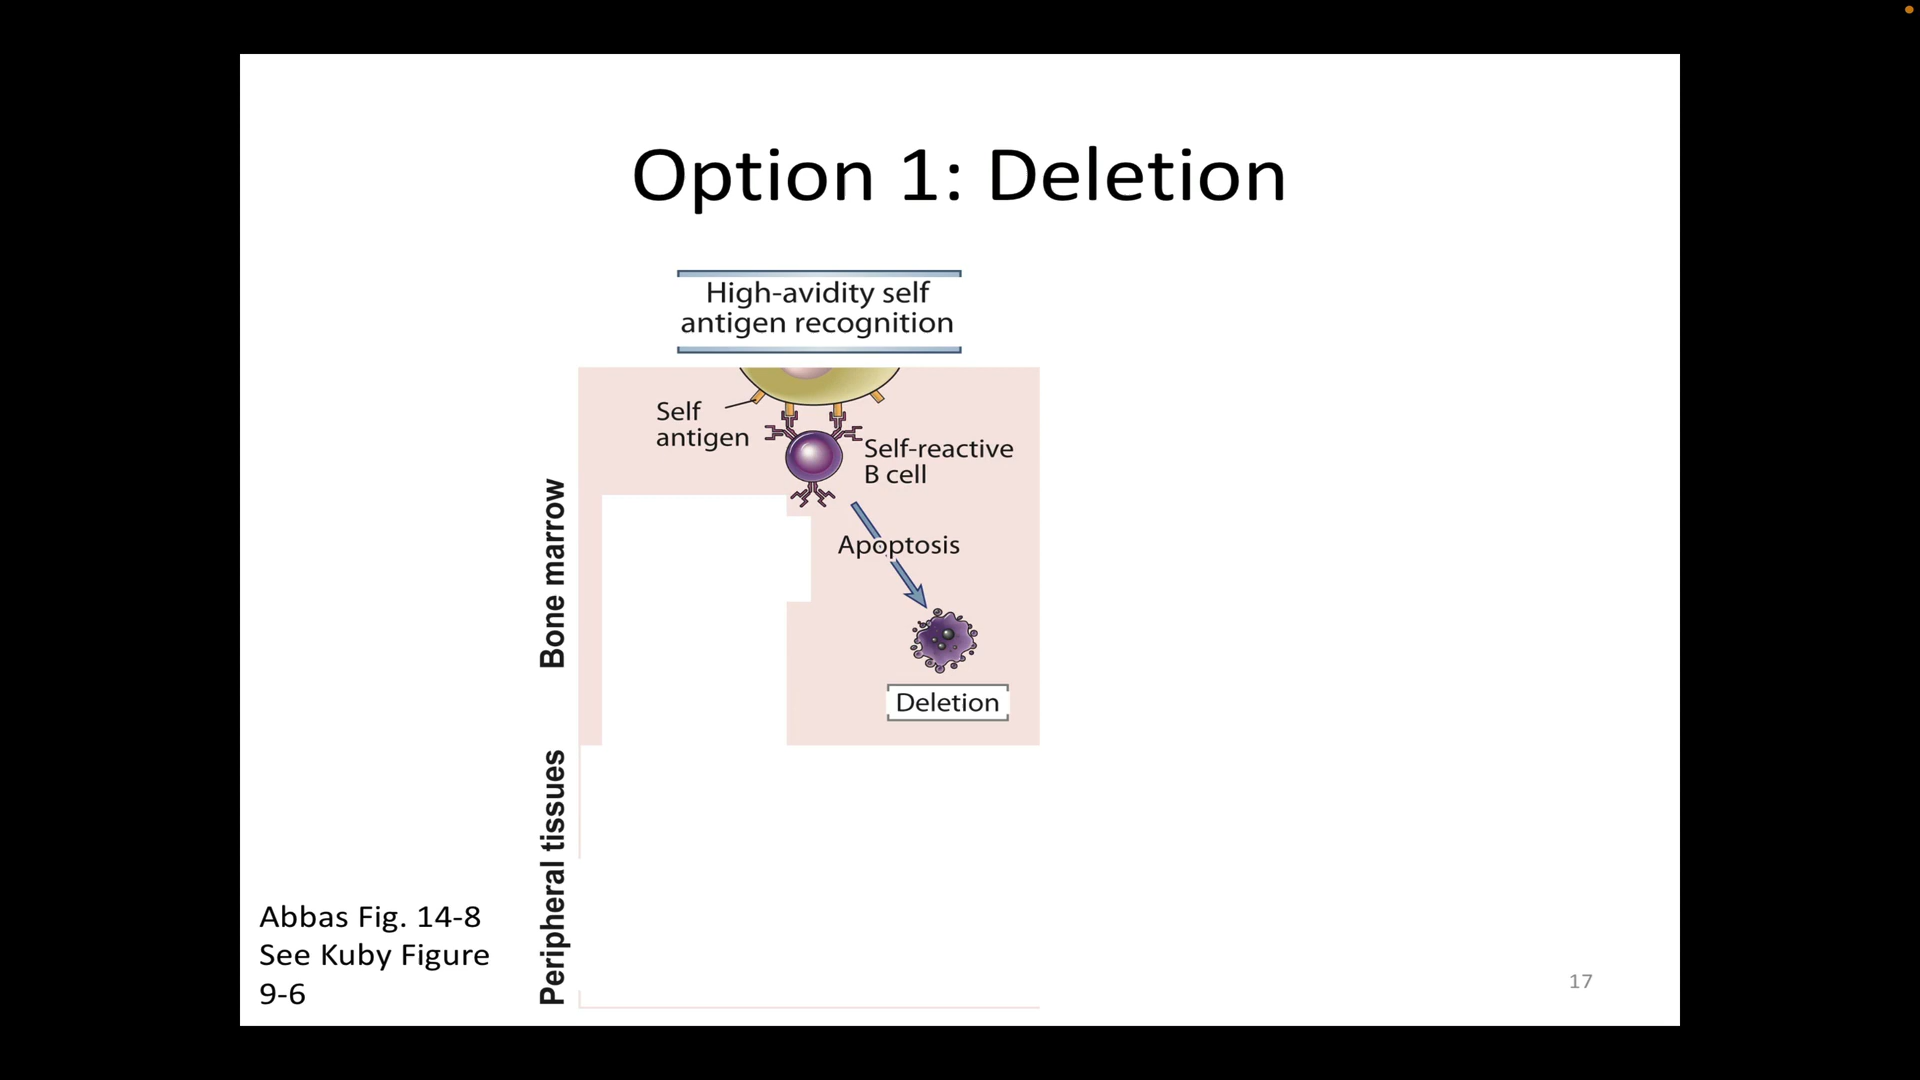 Option 1: Deletion
High-avidity self
antigen recognition
Self
antigen
Self-reactive
B cell
Apoptosis
Deletion
Bone marrow
Peripheral tissues
Abbas Fig. 14-8
See Kuby Figure
9-6
17